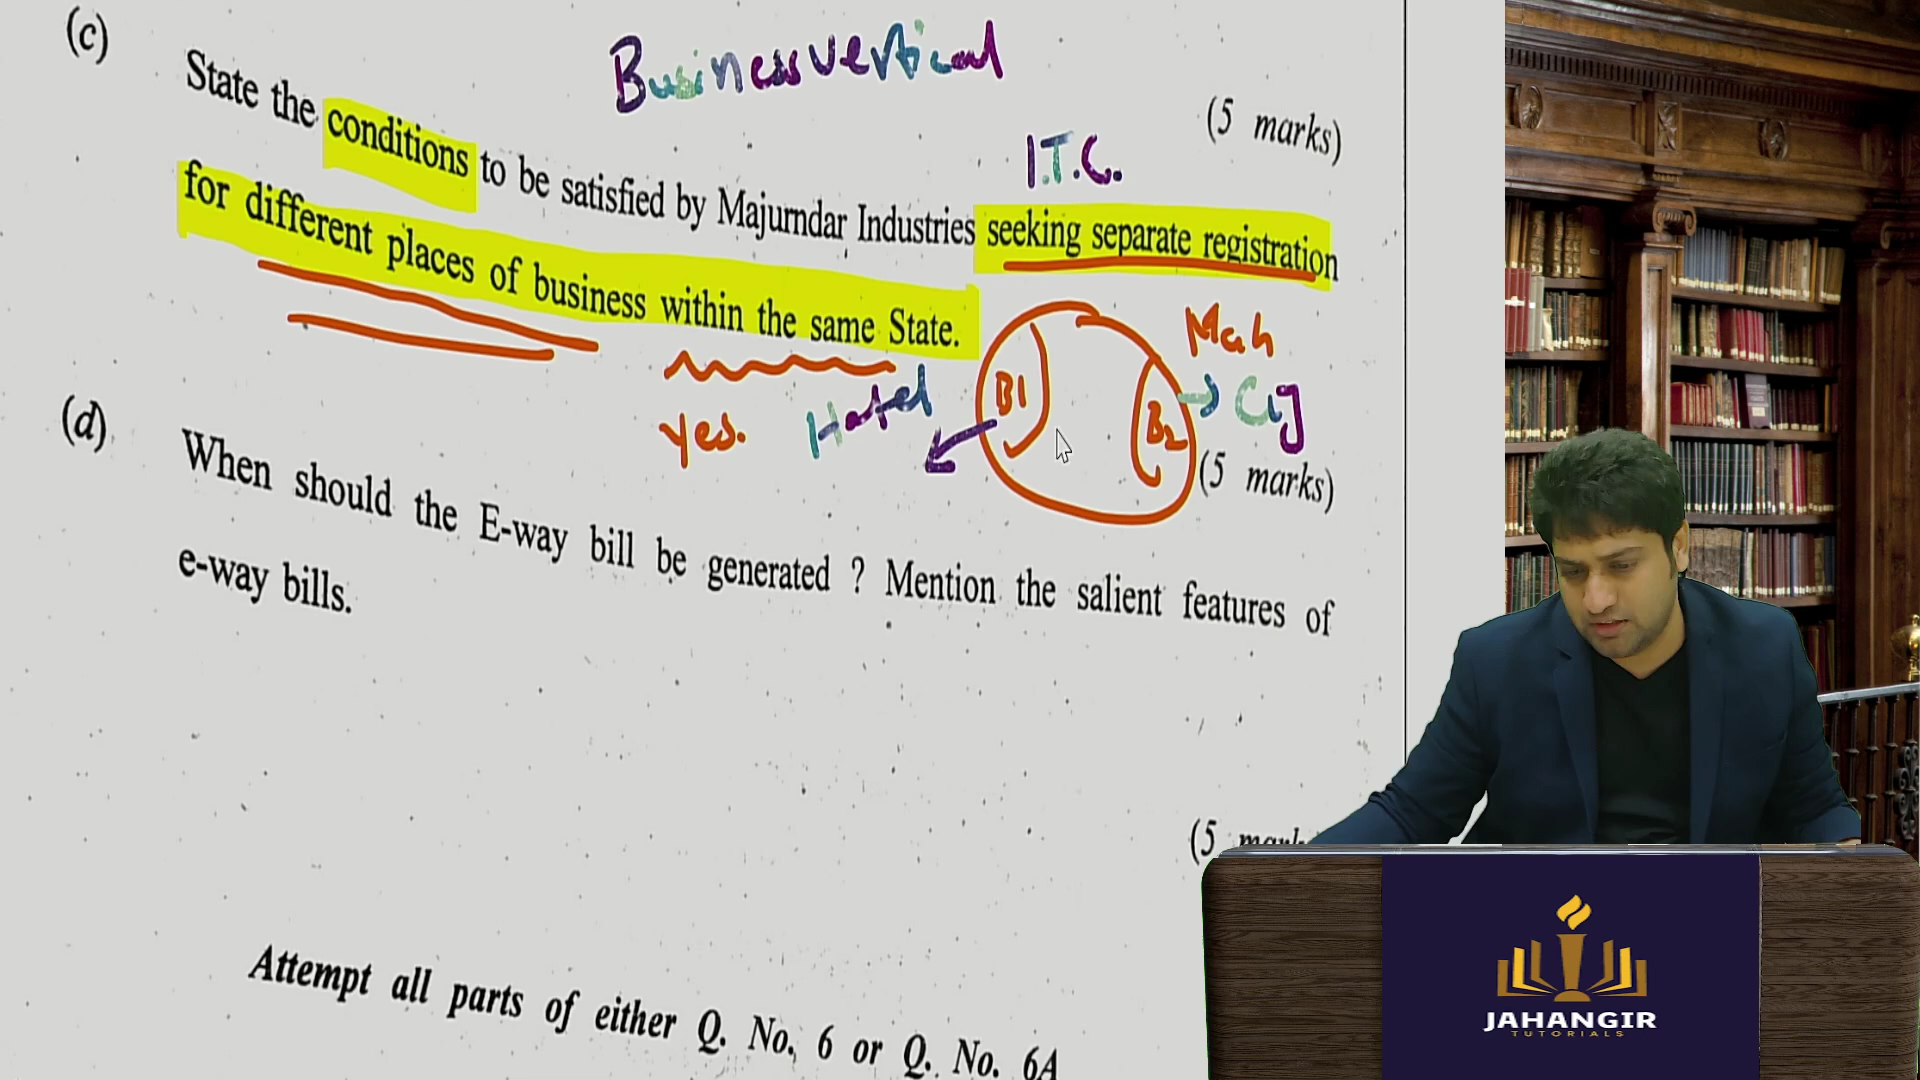 (c)
Business vertical
(5 marks)
State the conditions to be satisfied by Majumdar Industries seeking separate registration
I.T.C.
for different places of business within the same State.
Mah
Yes. Hotel B1 B2 → Cig
(5 marks)
(d)
When should the E-way bill be generated ? Mention the salient features of
e-way bills.
(5 mark
Attempt all parts of either Q. No. 6 or Q. No. 6A
JAHANGIR
TUTORIALS